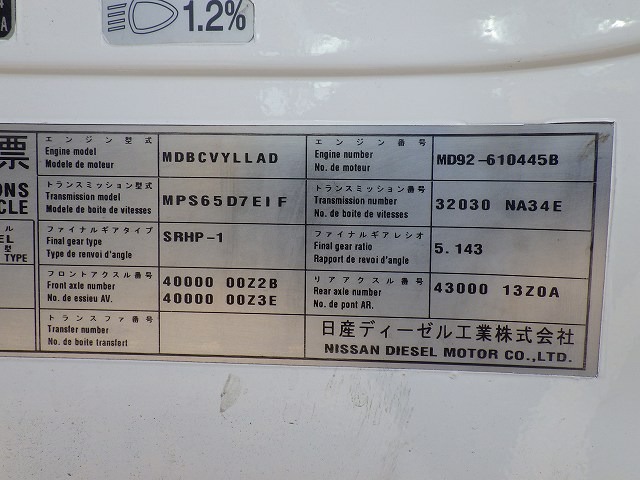 1.2%
A
票
エンジン型式
Engine model
Modele de moteur
MDBCVYLLAD
エンジン番号
Engine number
No. de moteur
MD92-610445B
ONS
CLE
トランスミッション型式
Transmission model
Modele de boite de vitesses
MPS65D7EIF
トランスミッション番号
Transmission number
No. de boite de vitesses
32030 NA34E
ル
EL
型
TYPE
ファイナルギアタイプ
Final gear type
Type de renvoi d'angle
SRHP-1
ファイナルギアレシオ
Final gear ratio
Rapport de revoi d'angle
5.143
フロントアクスル番号
Front axle number
No. de essieu AV.
40000 00Z2B
40000 00Z3E
リアアクスル番号
Rear axle number
No. de pont AR.
43000 13Z0A
トランスファ番号
Transfer number
No. de boite transfert
日産ディーゼル工業株式会社
NISSAN DIESEL MOTOR CO.,LTD.